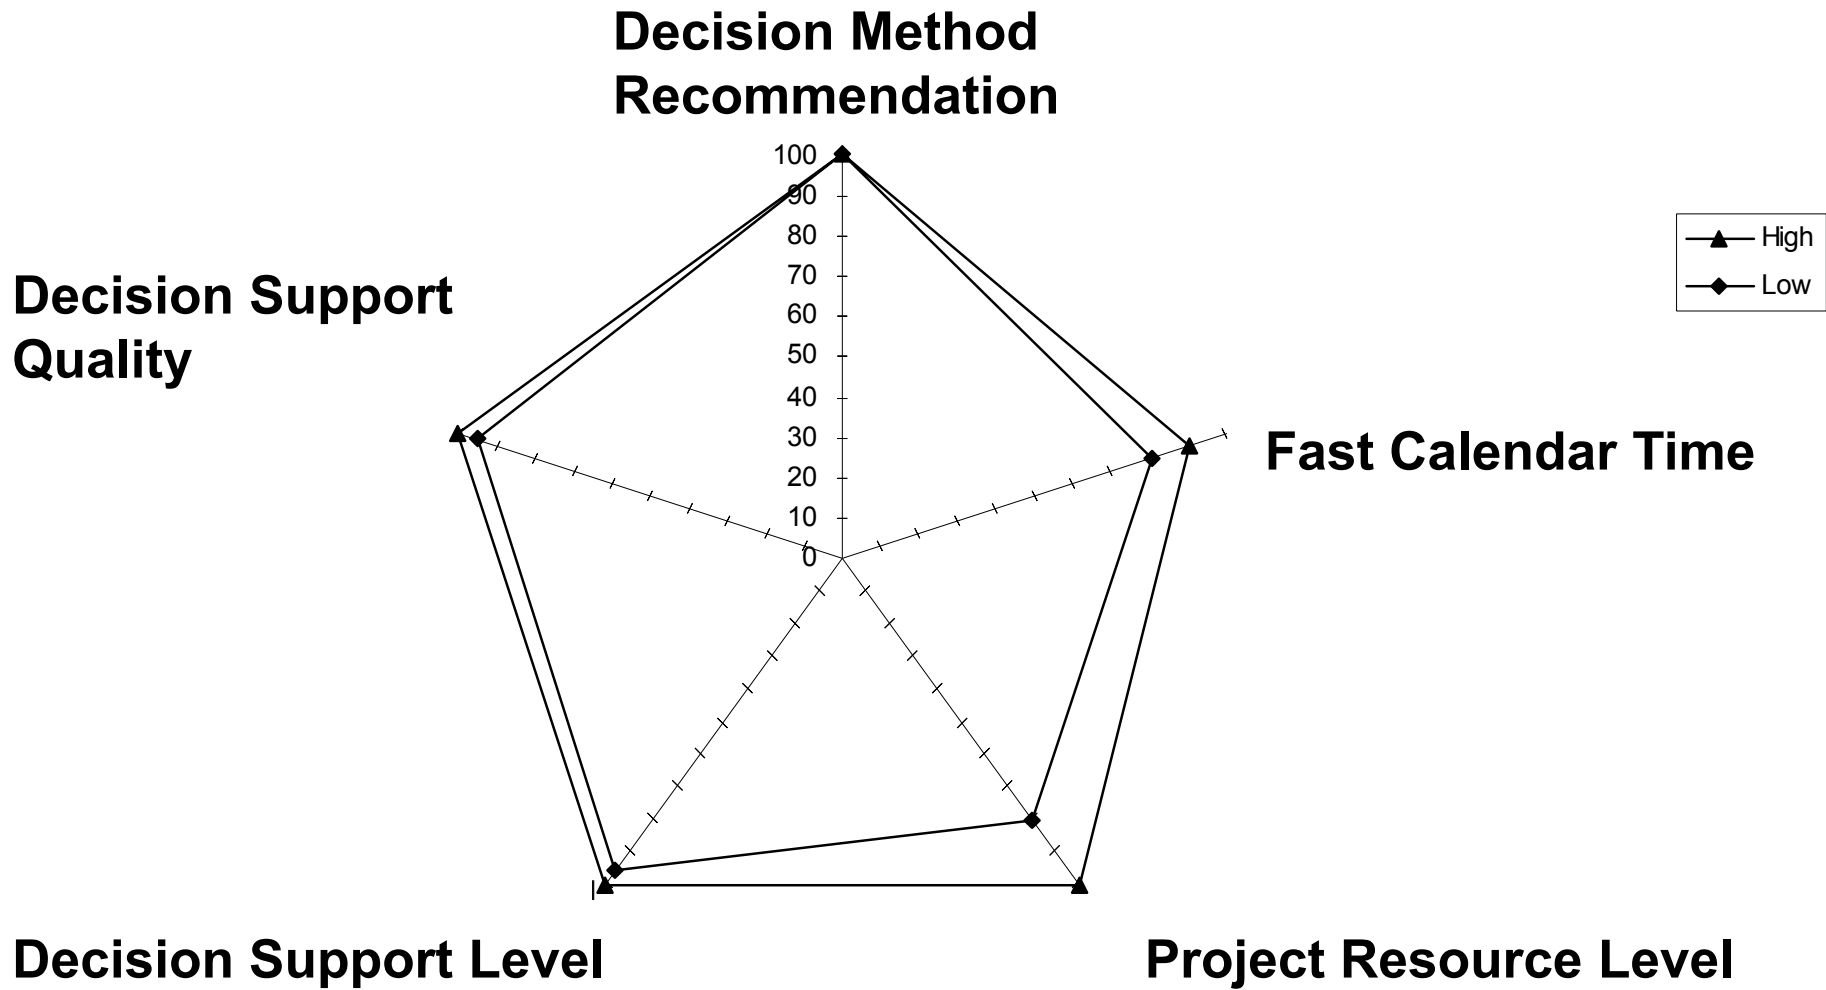 Decision Method
Recommendation
100
90
80
70
60
50
40
30
20
10
0
High
Low
Decision Support
Quality
Fast Calendar Time
Decision Support Level
Project Resource Level